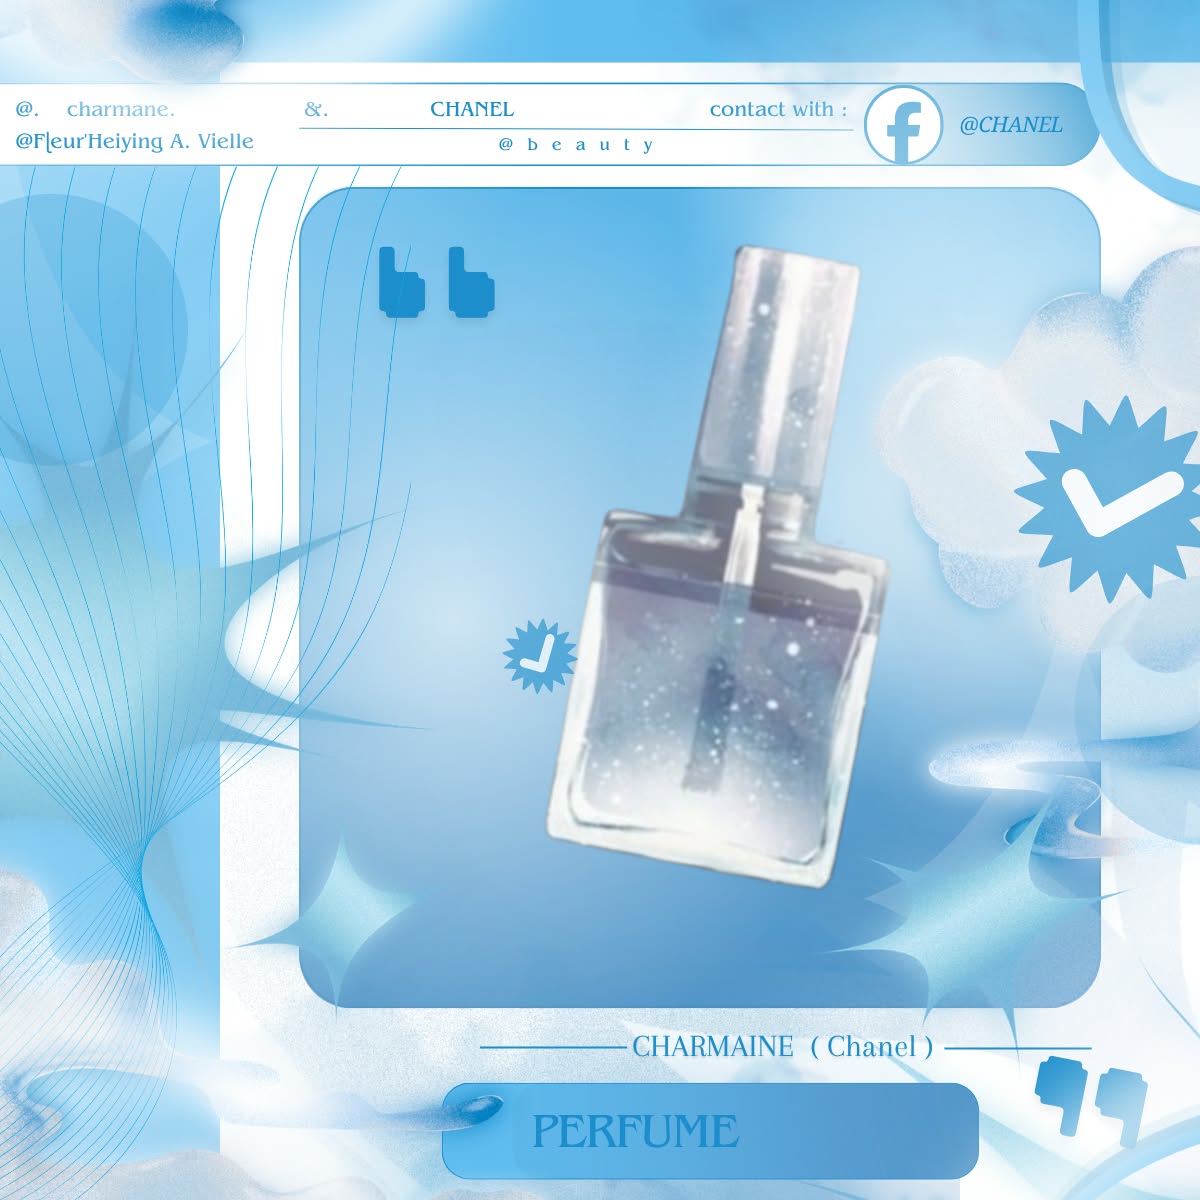 @. charmane. &. CHANEL contact with :
@Fleur'Heiying A. Vielle @ b e a u t y
@CHANEL
CHARMAINE ( Chanel )
PERFUME